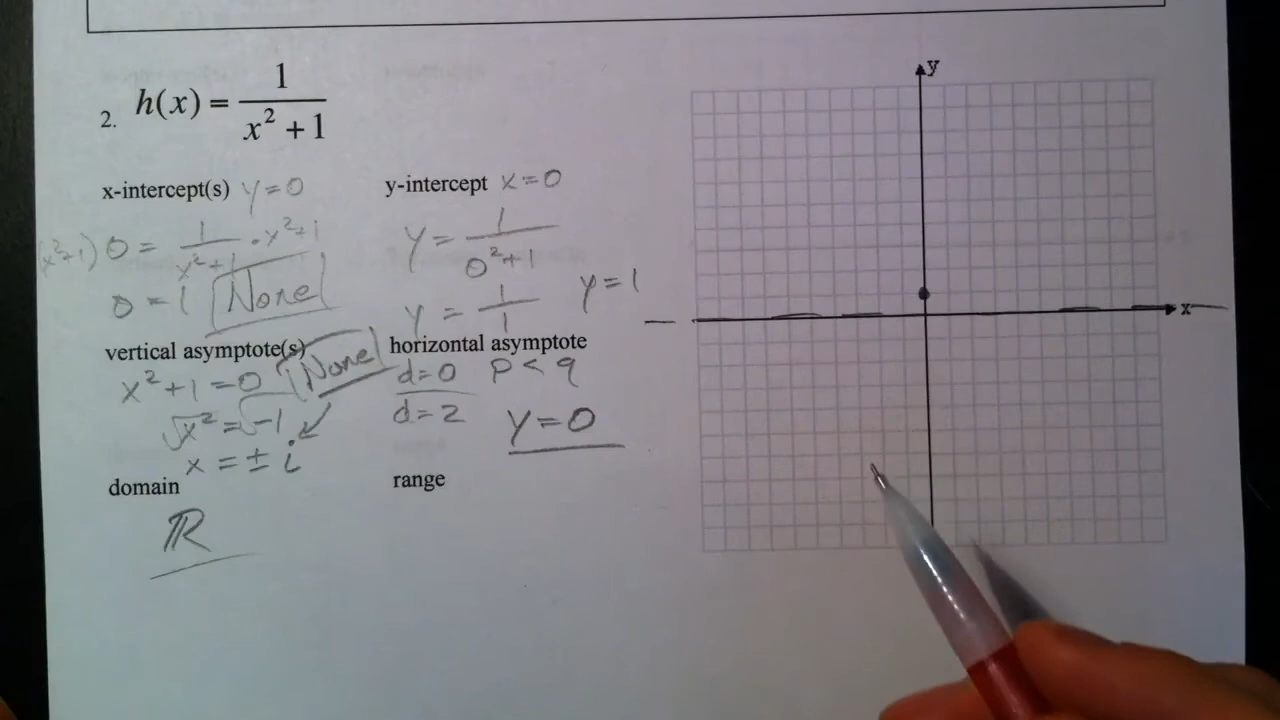 2. h(x) = 1/(x² + 1)
x-intercept(s) y=0
(x²+1) 0 = 1/(x²+1) · x²+1
0 = 1 None
y-intercept x=0
y = 1/(0²+1)
y = 1/1 y=1
vertical asymptote(s) None
x²+1=0
√x² = √-1
x = ± i
horizontal asymptote
d=0 p < q
d=2 y=0
domain
ℝ
range
y
x